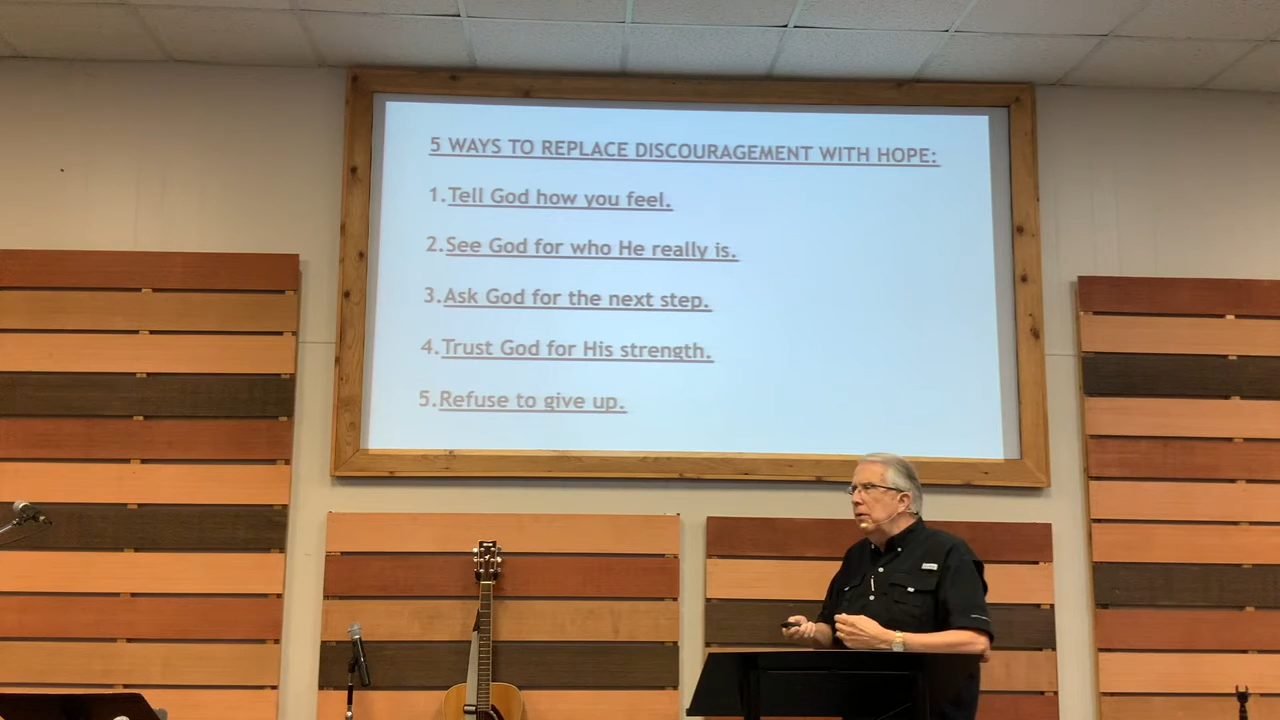 5 WAYS TO REPLACE DISCOURAGEMENT WITH HOPE:
1.Tell God how you feel.
2.See God for who He really is.
3.Ask God for the next step.
4.Trust God for His strength.
5.Refuse to give up.